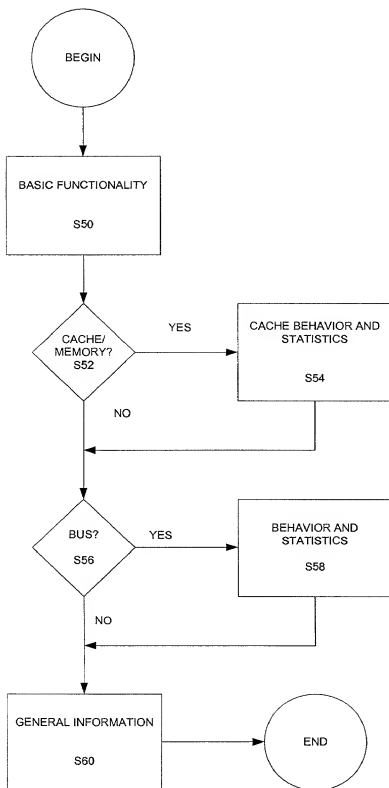 BEGIN
BASIC FUNCTIONALITY
S50
CACHE/
MEMORY?
S52
YES
CACHE BEHAVIOR AND
STATISTICS
S54
NO
BUS?
S56
YES
BEHAVIOR AND
STATISTICS
S58
NO
GENERAL INFORMATION
S60
END